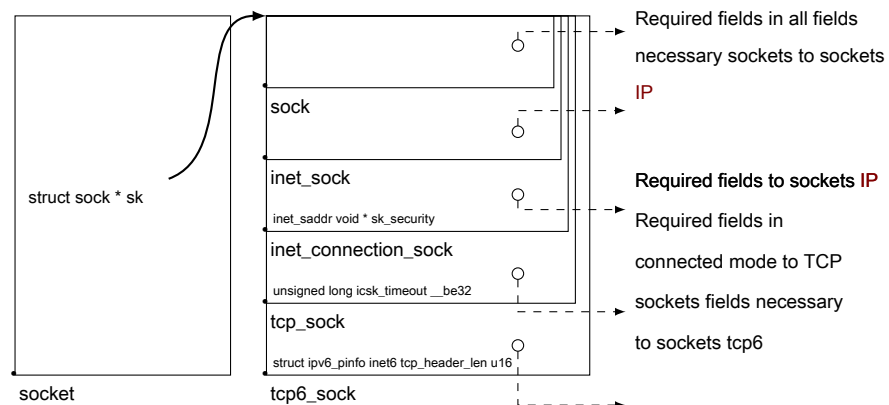 Required fields in all fields
necessary sockets to sockets
IP
sock
struct sock * sk
inet_sock
Required fields to sockets IP
inet_saddr void * sk_security
Required fields in
inet_connection_sock
connected mode to TCP
unsigned long icsk_timeout __be32
sockets fields necessary
tcp_sock
to sockets tcp6
struct ipv6_pinfo inet6 tcp_header_len u16
socket
tcp6_sock